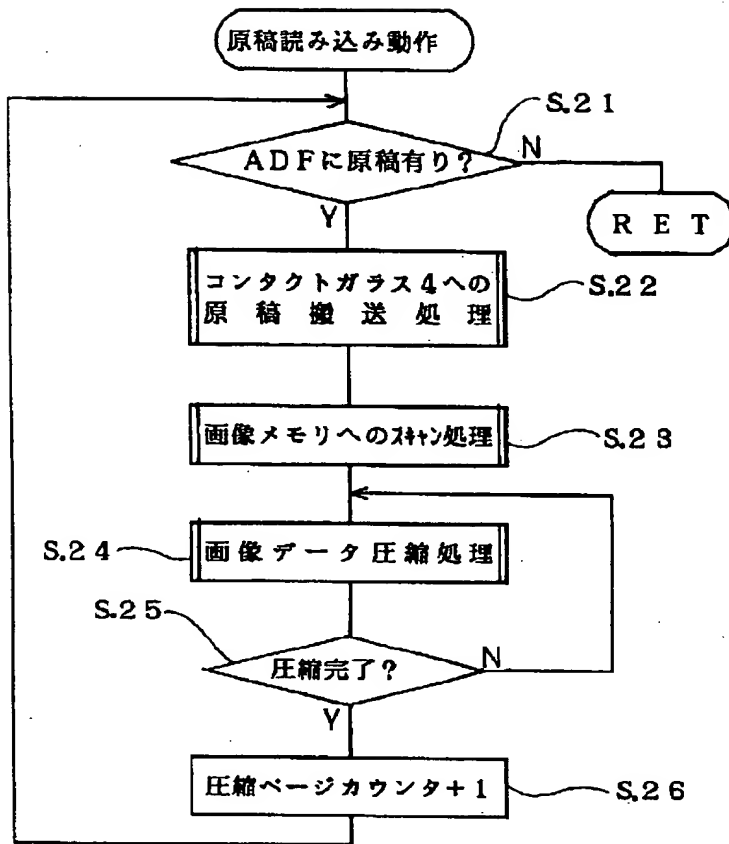 原稿読み込み動作
S.21
ADFに原稿有り?
N
Y
RET
コンタクトガラス4への
原稿搬送処理
S.22
画像メモリへのスキャン処理
S.23
S.24
画像データ圧縮処理
S.25
圧縮完了?
N
Y
圧縮ページカウンタ+1
S.26